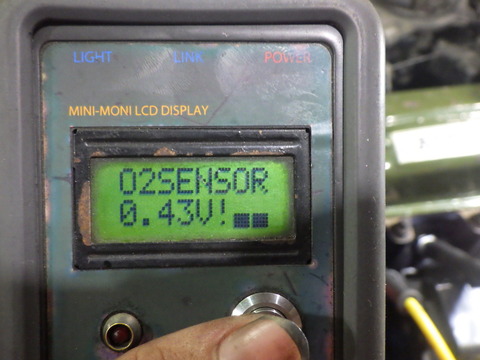 LIGHT LINK POWER
MINI-MONI LCD DISPLAY
O2SENSOR
0.43V!